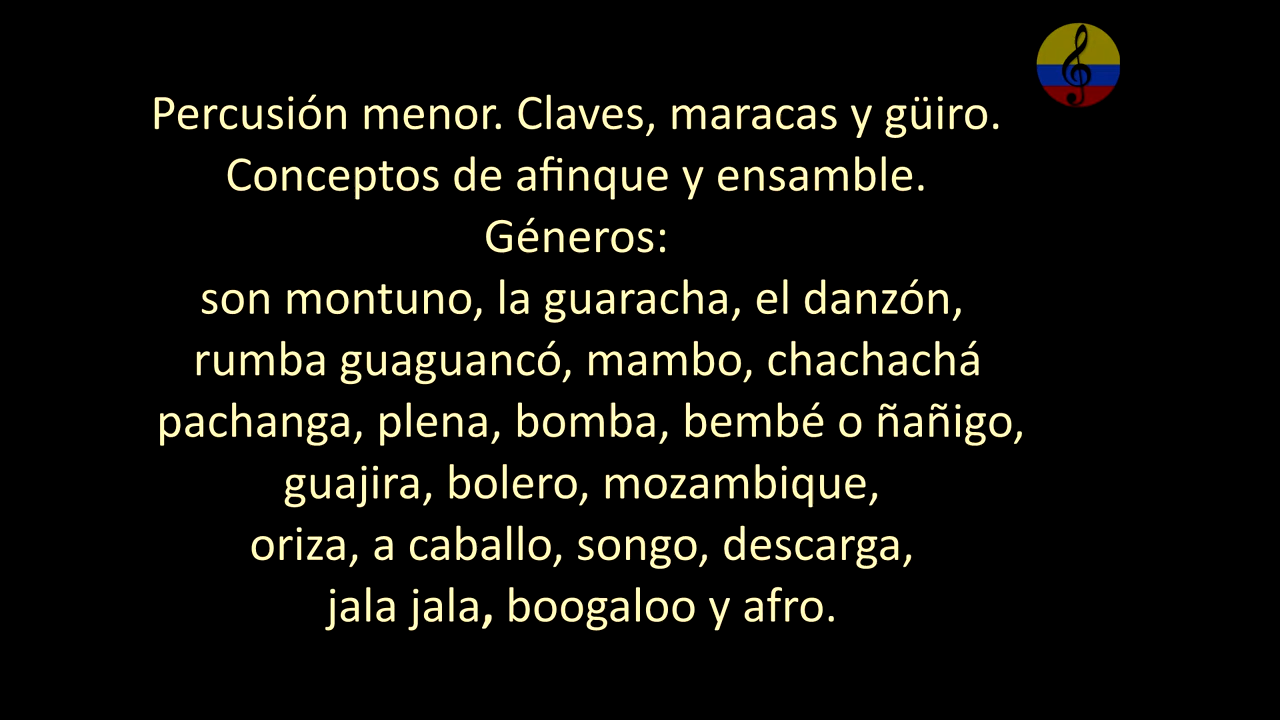 Percusión menor. Claves, maracas y güiro.
Conceptos de afinque y ensamble.
Géneros:
son montuno, la guaracha, el danzón,
rumba guaguancó, mambo, chachachá
pachanga, plena, bomba, bembé o ñañigo,
guajira, bolero, mozambique,
oriza, a caballo, songo, descarga,
jala jala, boogaloo y afro.